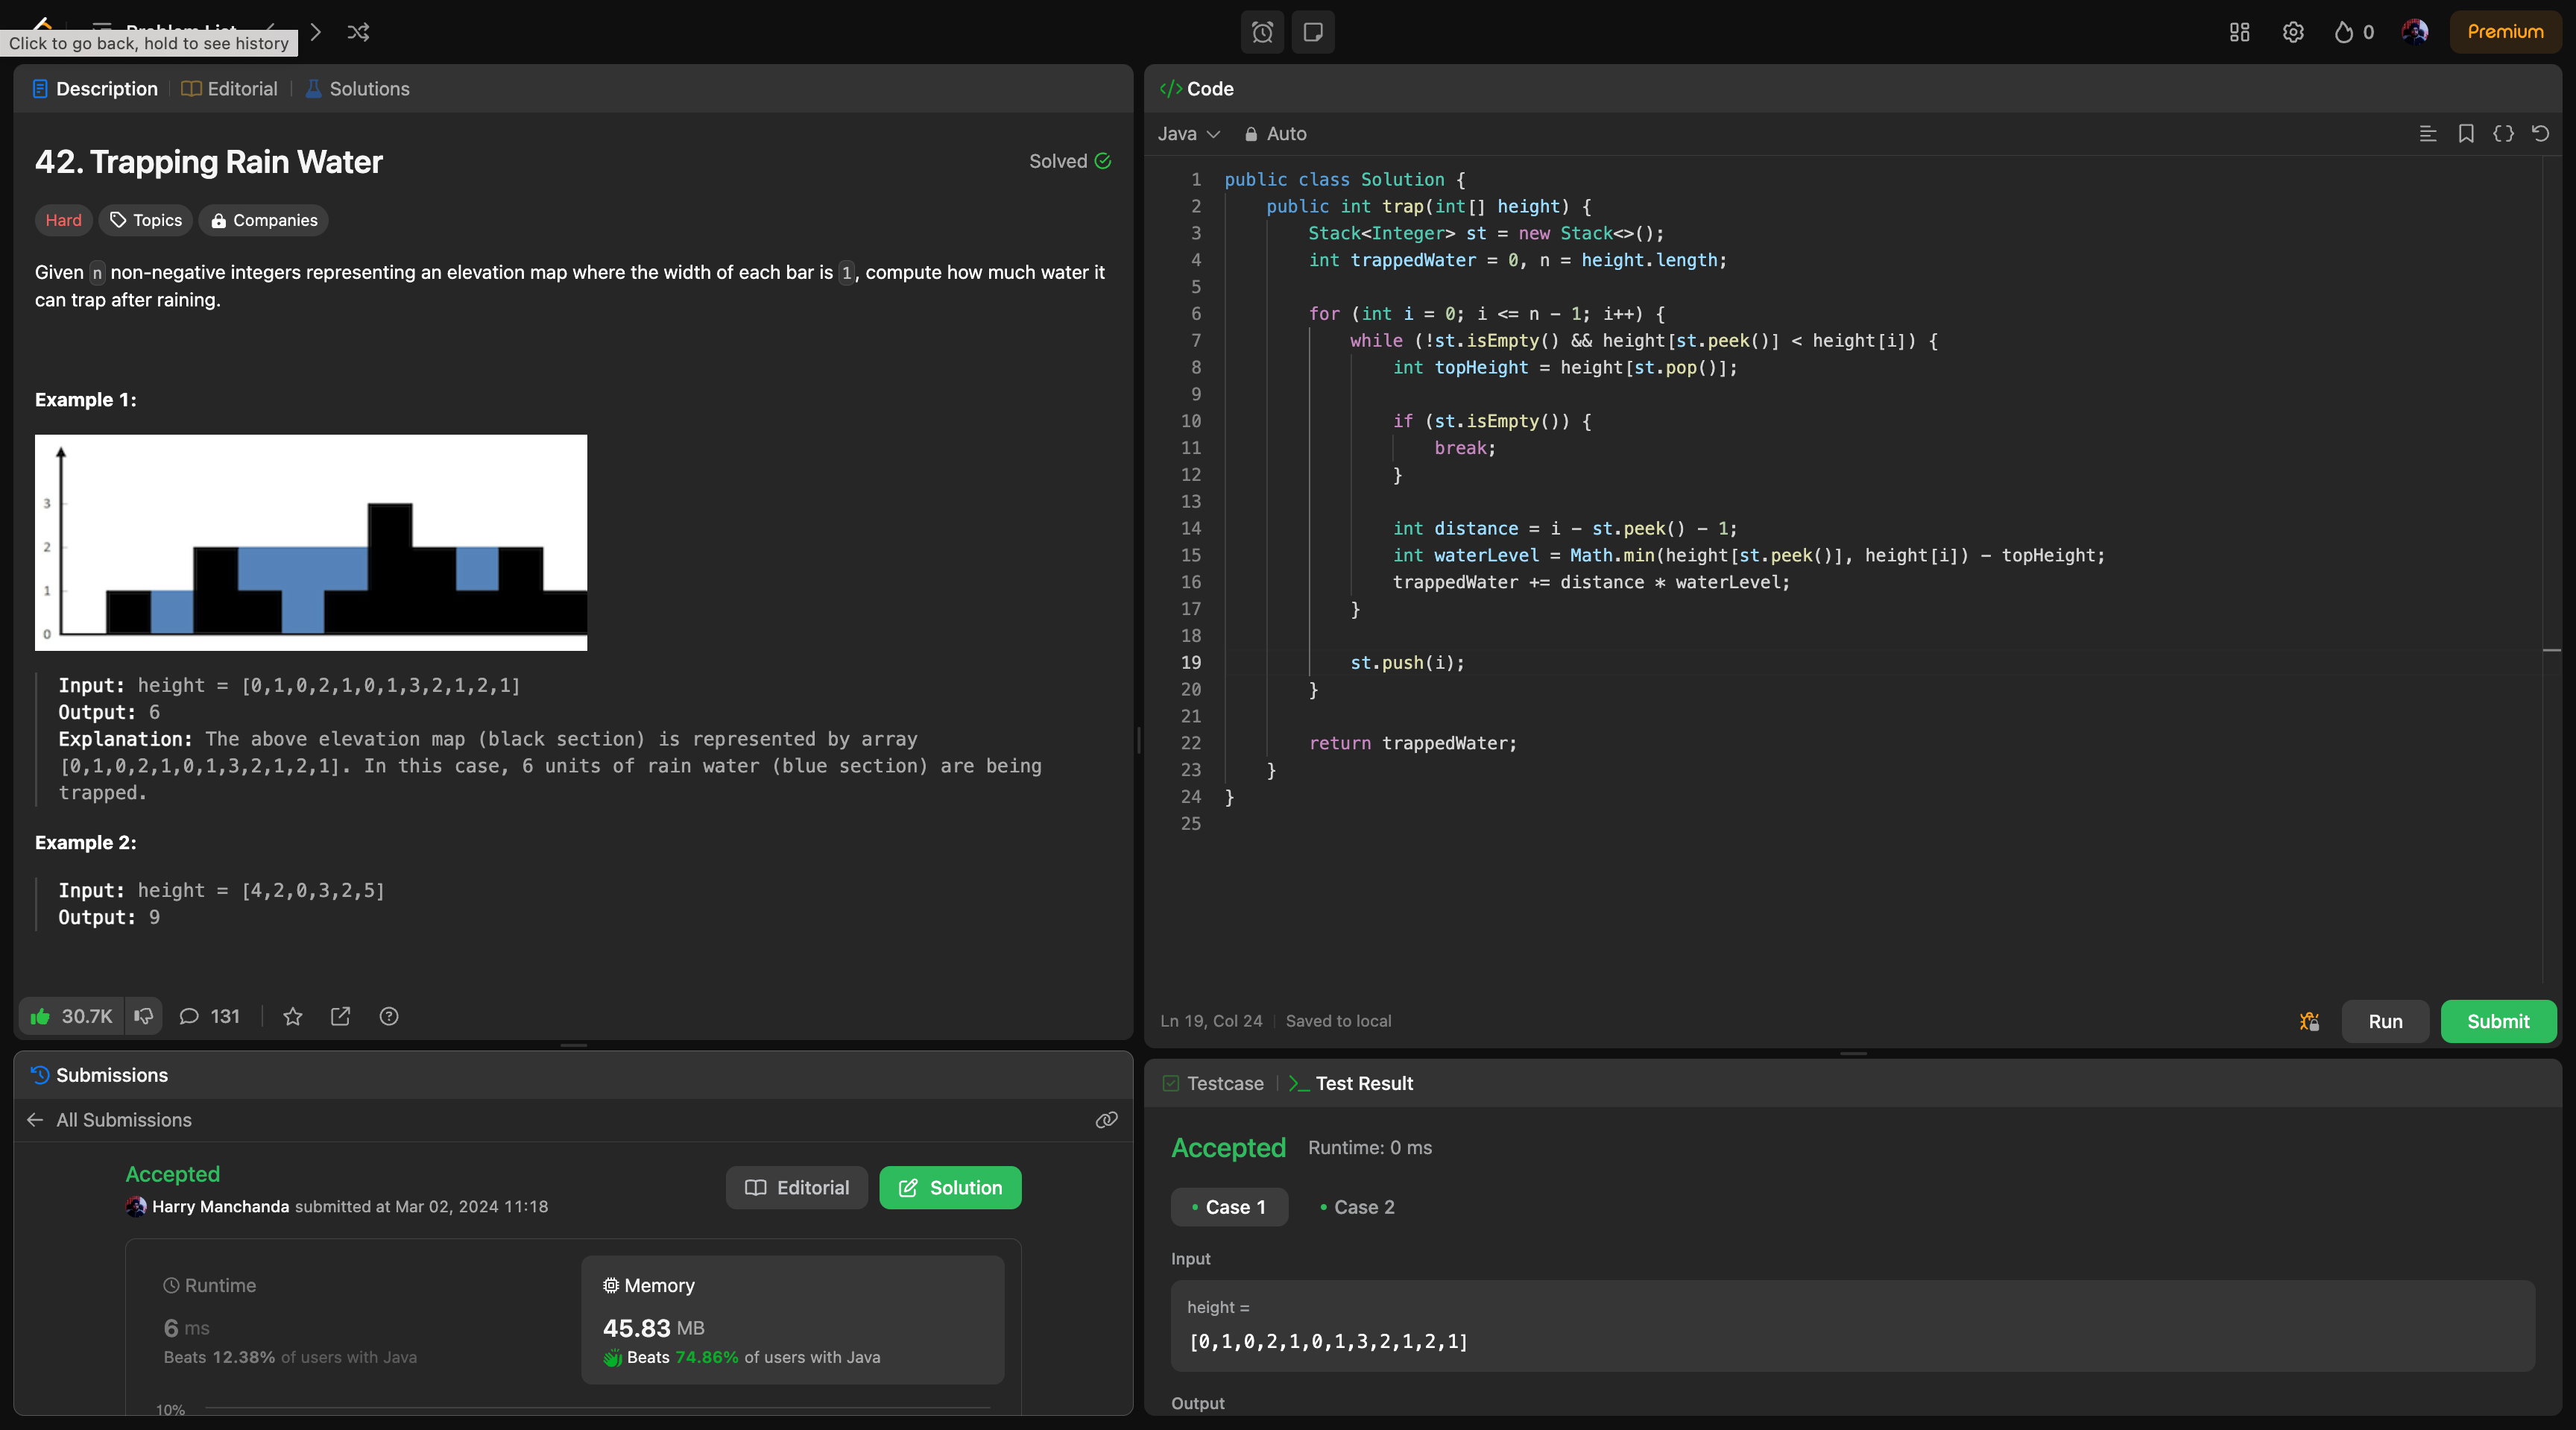 Problem List
Click to go back, hold to see history
0
Premium
Description
Editorial
Solutions
42. Trapping Rain Water
Solved
Hard
Topics
Companies
Given n non-negative integers representing an elevation map where the width of each bar is 1, compute how much water it
can trap after raining.
Example 1:
3
2
1
0
Input: height = [0,1,0,2,1,0,1,3,2,1,2,1]
Output: 6
Explanation: The above elevation map (black section) is represented by array
[0,1,0,2,1,0,1,3,2,1,2,1]. In this case, 6 units of rain water (blue section) are being
trapped.
Example 2:
Input: height = [4,2,0,3,2,5]
Output: 9
30.7K
131
Submissions
All Submissions
Accepted
Harry Manchanda submitted at Mar 02, 2024 11:18
Editorial
Solution
Runtime
6 ms
Beats 12.38% of users with Java
Memory
45.83 MB
Beats 74.86% of users with Java
10%
</> Code
Java
Auto
1 public class Solution {
2 public int trap(int[] height) {
3 Stack<Integer> st = new Stack<>();
4 int trappedWater = 0, n = height.length;
5
6 for (int i = 0; i <= n - 1; i++) {
7 while (!st.isEmpty() && height[st.peek()] < height[i]) {
8 int topHeight = height[st.pop()];
9
10 if (st.isEmpty()) {
11 break;
12 }
13
14 int distance = i - st.peek() - 1;
15 int waterLevel = Math.min(height[st.peek()], height[i]) - topHeight;
16 trappedWater += distance * waterLevel;
17 }
18
19 st.push(i);
20 }
21
22 return trappedWater;
23 }
24 }
25
Ln 19, Col 24
Saved to local
Run
Submit
Testcase
Test Result
Accepted
Runtime: 0 ms
Case 1
Case 2
Input
height =
[0,1,0,2,1,0,1,3,2,1,2,1]
Output